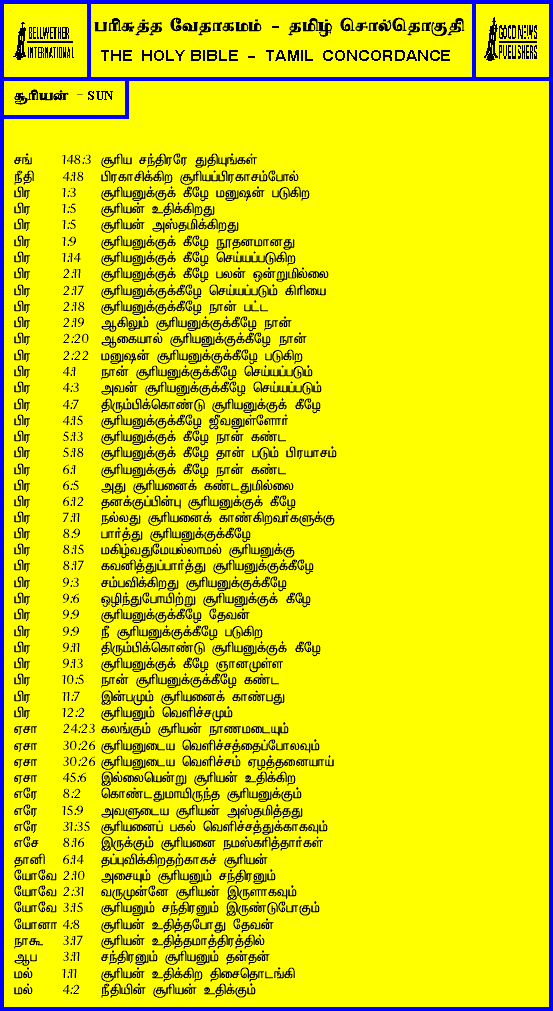 BELLWETHER INTERNATIONAL
பரிசுத்த வேதாகமம் - தமிழ் சொல்தொகுதி
THE HOLY BIBLE - TAMIL CONCORDANCE
GOOD NEWS PUBLISHERS
சூரியன் - SUN
சங் 148:3 சூரிய சந்திரரே துதியுங்கள்
நீதி 4:18 பிரகாசிக்கிற சூரியப்பிரகாசம்போல்
பிர 1:3 சூரியனுக்குக் கீழே மனுஷன் படுகிற
பிர 1:5 சூரியன் உதிக்கிறது
பிர 1:5 சூரியன் அஸ்தமிக்கிறது
பிர 1:9 சூரியனுக்குக் கீழே நூதனமானது
பிர 1:14 சூரியனுக்குக் கீழே செய்யப்படுகிற
பிர 2:11 சூரியனுக்குக் கீழே பலன் ஒன்றுமில்லை
பிர 2:17 சூரியனுக்குக்கீழே செய்யப்படும் கிரியை
பிர 2:18 சூரியனுக்குக்கீழே நான் பட்ட
பிர 2:19 ஆகிலும் சூரியனுக்குக்கீழே நான்
பிர 2:20 ஆகையால் சூரியனுக்குக்கீழே நான்
பிர 2:22 மனுஷன் சூரியனுக்குக்கீழே படுகிற
பிர 4:1 நான் சூரியனுக்குக்கீழே செய்யப்படும்
பிர 4:3 அவன் சூரியனுக்குக்கீழே செய்யப்படும்
பிர 4:7 திரும்பிக்கொண்டு சூரியனுக்குக் கீழே
பிர 4:15 சூரியனுக்குக்கீழே ஜீவனுள்ளோர்
பிர 5:13 சூரியனுக்குக் கீழே நான் கண்ட
பிர 5:18 சூரியனுக்குக் கீழே தான் படும் பிரயாசம்
பிர 6:1 சூரியனுக்குக் கீழே நான் கண்ட
பிர 6:5 அது சூரியனைக் கண்டதுமில்லை
பிர 6:12 தனக்குப்பின்பு சூரியனுக்குக் கீழே
பிர 7:11 நல்லது சூரியனைக் காண்கிறவர்களுக்கு
பிர 8:9 பார்த்து சூரியனுக்குக்கீழே
பிர 8:15 மகிழ்வதுமேயல்லாமல் சூரியனுக்கு
பிர 8:17 கவனித்துப்பார்த்து சூரியனுக்குக்கீழே
பிர 9:3 சம்பவிக்கிறது சூரியனுக்குக்கீழே
பிர 9:6 ஒழிந்துபோயிற்று சூரியனுக்குக் கீழே
பிர 9:9 சூரியனுக்குக்கீழே தேவன்
பிர 9:9 நீ சூரியனுக்குக்கீழே படுகிற
பிர 9:11 திரும்பிக்கொண்டு சூரியனுக்குக் கீழே
பிர 9:13 சூரியனுக்குக் கீழே ஞானமுள்ள
பிர 10:5 நான் சூரியனுக்குக்கீழே கண்ட
பிர 11:7 இன்பமும் சூரியனைக் காண்பது
பிர 12:2 சூரியனும் வெளிச்சமும்
ஏசா 24:23 கலங்கும் சூரியன் நாணமடையும்
ஏசா 30:26 சூரியனுடைய வெளிச்சத்தைப்போலவும்
ஏசா 30:26 சூரியனுடைய வெளிச்சம் ஏழத்தனையாய்
ஏசா 45:6 இல்லையென்று சூரியன் உதிக்கிற
எரே 8:2 கொண்டதுமாயிருந்த சூரியனுக்கும்
எரே 15:9 அவளுடைய சூரியன் அஸ்தமித்தது
எரே 31:35 சூரியனைப் பகல் வெளிச்சத்துக்காகவும்
எசே 8:16 இருக்கும் சூரியனை நமஸ்கரித்தார்கள்
தானி 6:14 தப்புவிக்கிறதற்காகச் சூரியன்
யோவே 2:10 அசையும் சூரியனும் சந்திரனும்
யோவே 2:31 வருமுன்னே சூரியன் இருளாகவும்
யோவே 3:15 சூரியனும் சந்திரனும் இருண்டுபோகும்
யோனா 4:8 சூரியன் உதித்தபோது தேவன்
நாகூ 3:17 சூரியன் உதித்தமாத்திரத்தில்
ஆப 3:11 சந்திரனும் சூரியனும் தன்தன்
மல் 1:11 சூரியன் உதிக்கிற திசைதொடங்கி
மல் 4:2 நீதியின் சூரியன் உதிக்கும்